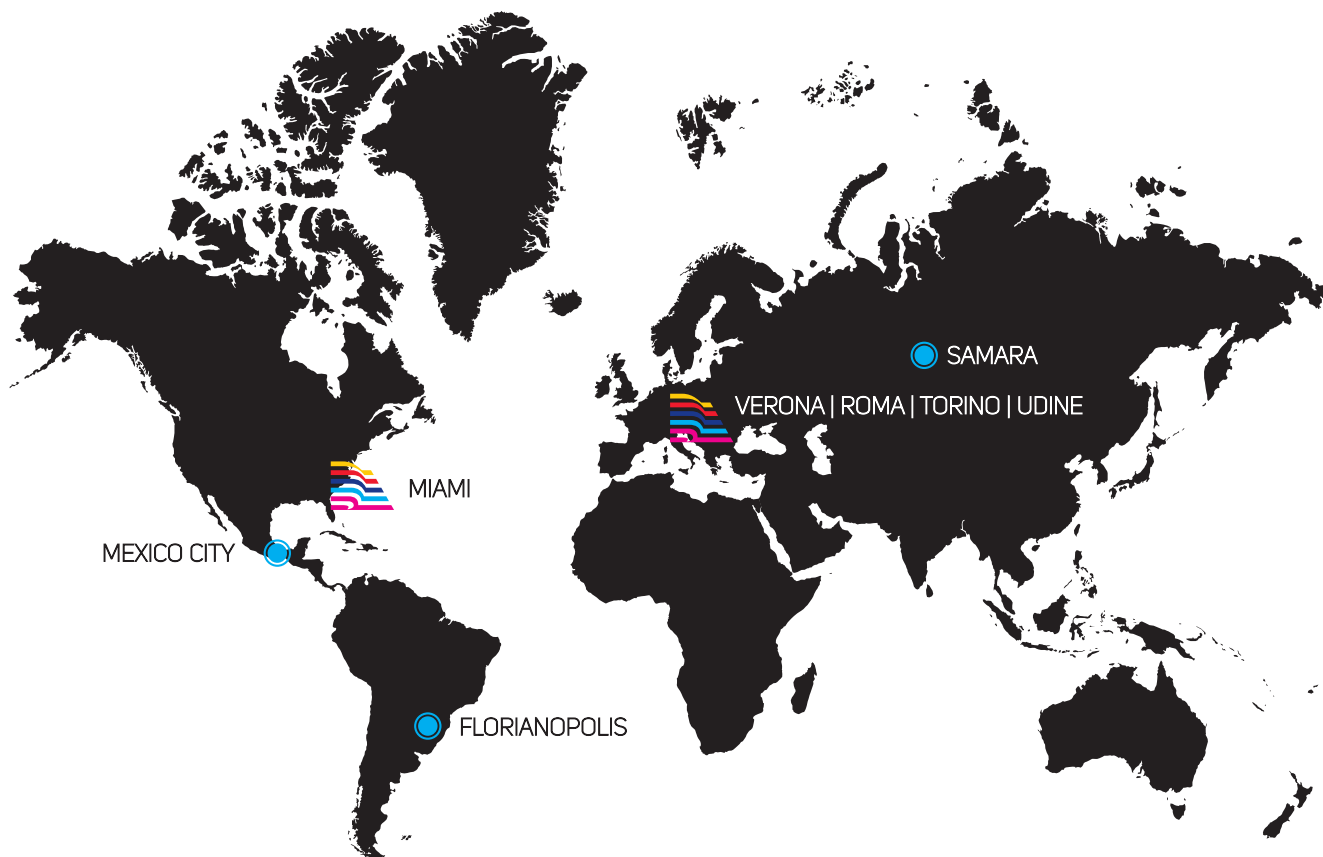 SAMARA
VERONA | ROMA | TORINO | UDINE
MIAMI
MEXICO CITY
FLORIANOPOLIS